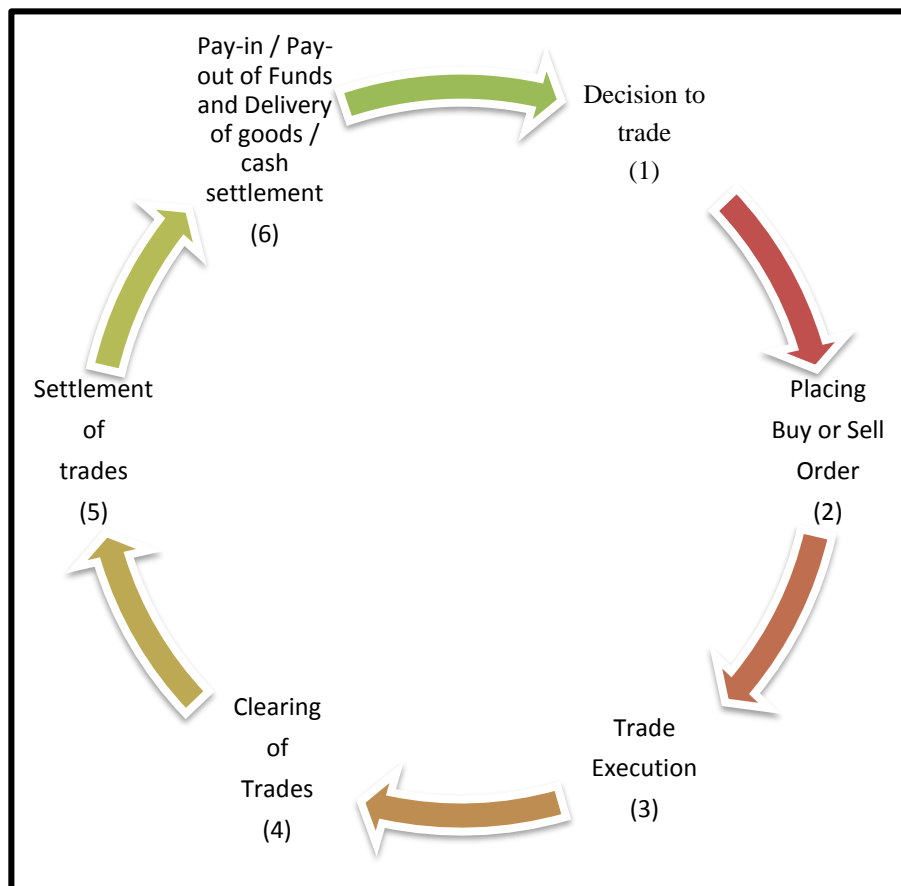 Decision to
trade
(1)
Placing
Buy or Sell
Order
(2)
Trade
Execution
(3)
Clearing
of
Trades
(4)
Settlement
of
trades
(5)
Pay-in / Pay-
out of Funds
and Delivery
of goods /
cash
settlement
(6)